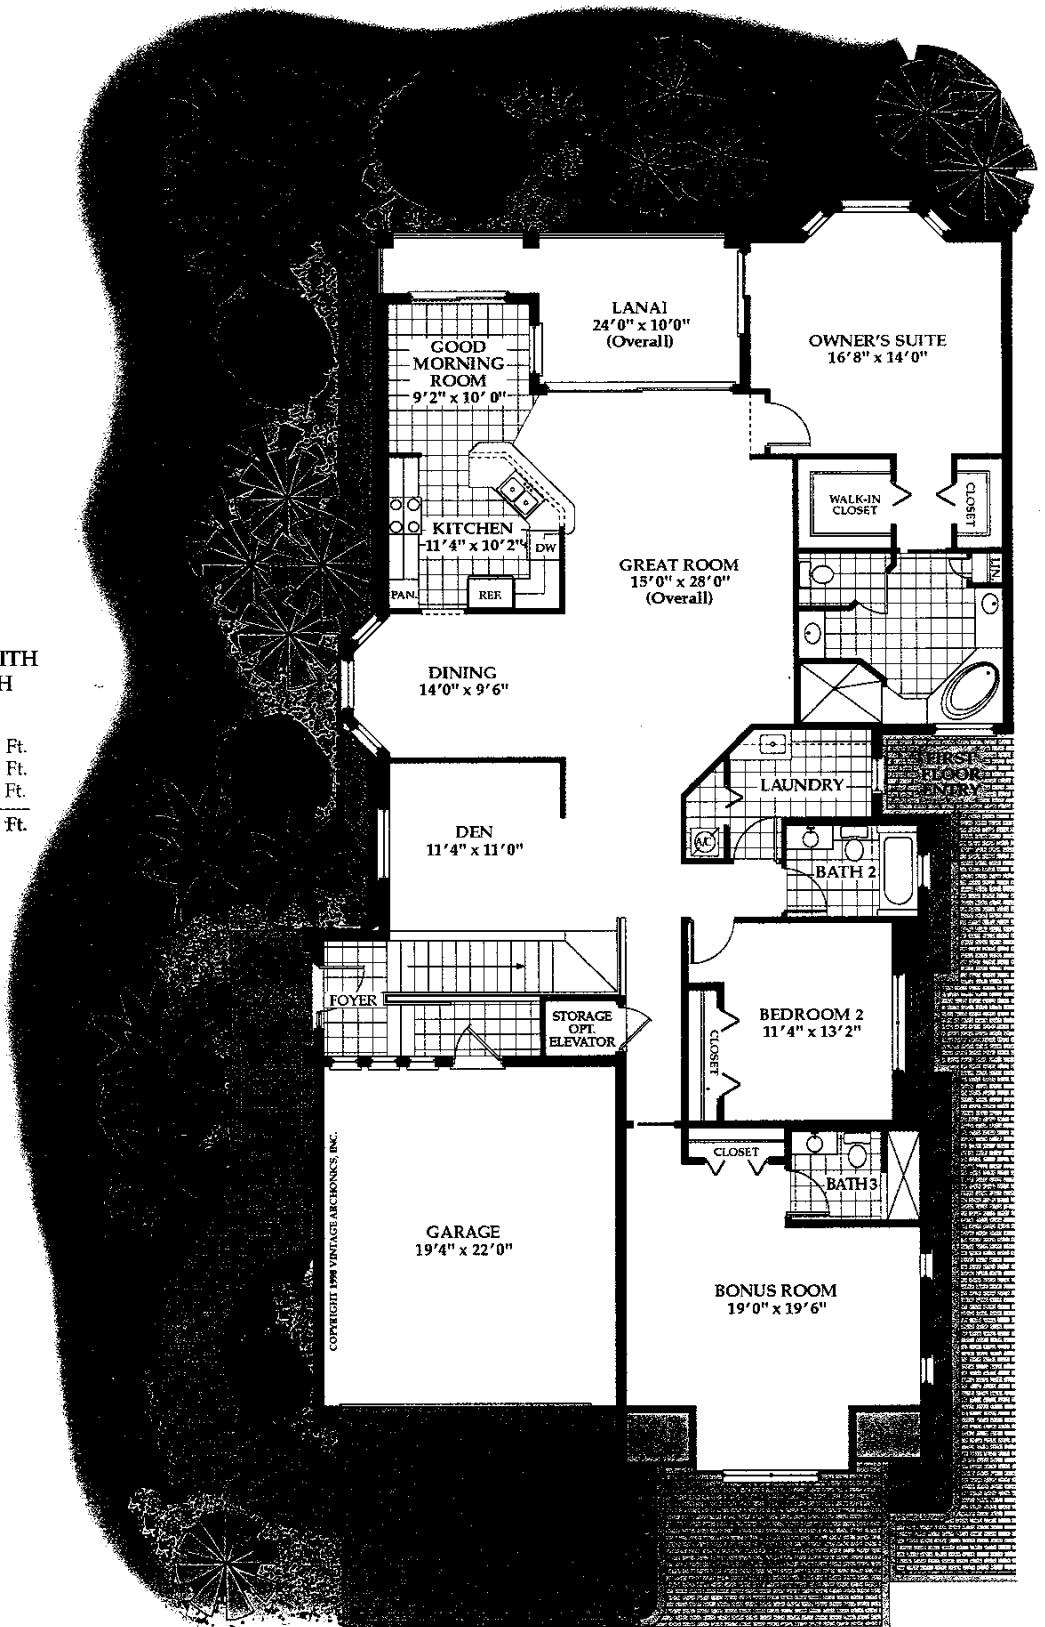 LANAI
24'0" x 10'0"
(Overall)
OWNER'S SUITE
16'8" x 14'0"
GOOD
MORNING
ROOM
9'2" x 10'0"
WALK-IN
CLOSET
CLOSET
KITCHEN
11'4" x 10'2"
DW
GREAT ROOM
15'0" x 28'0"
(Overall)
LIN.
PAN.
REF.
ITH
H
DINING
14'0" x 9'6"
Ft.
Ft.
Ft.
Ft.
FIRST
FLOOR
ENTRY
LAUNDRY
A/C
DEN
11'4" x 11'0"
BATH 2
FOYER
STORAGE
OPT.
ELEVATOR
BEDROOM 2
11'4" x 13'2"
CLOSET
CLOSET
BATH 3
COPYRIGHT 1998 VINTAGE ARCHONICS, INC.
GARAGE
19'4" x 22'0"
BONUS ROOM
19'0" x 19'6"